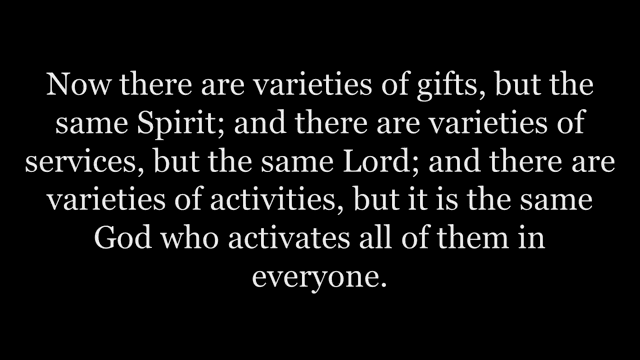 Now there are varieties of gifts, but the
same Spirit; and there are varieties of
services, but the same Lord; and there are
varieties of activities, but it is the same
God who activates all of them in
everyone.